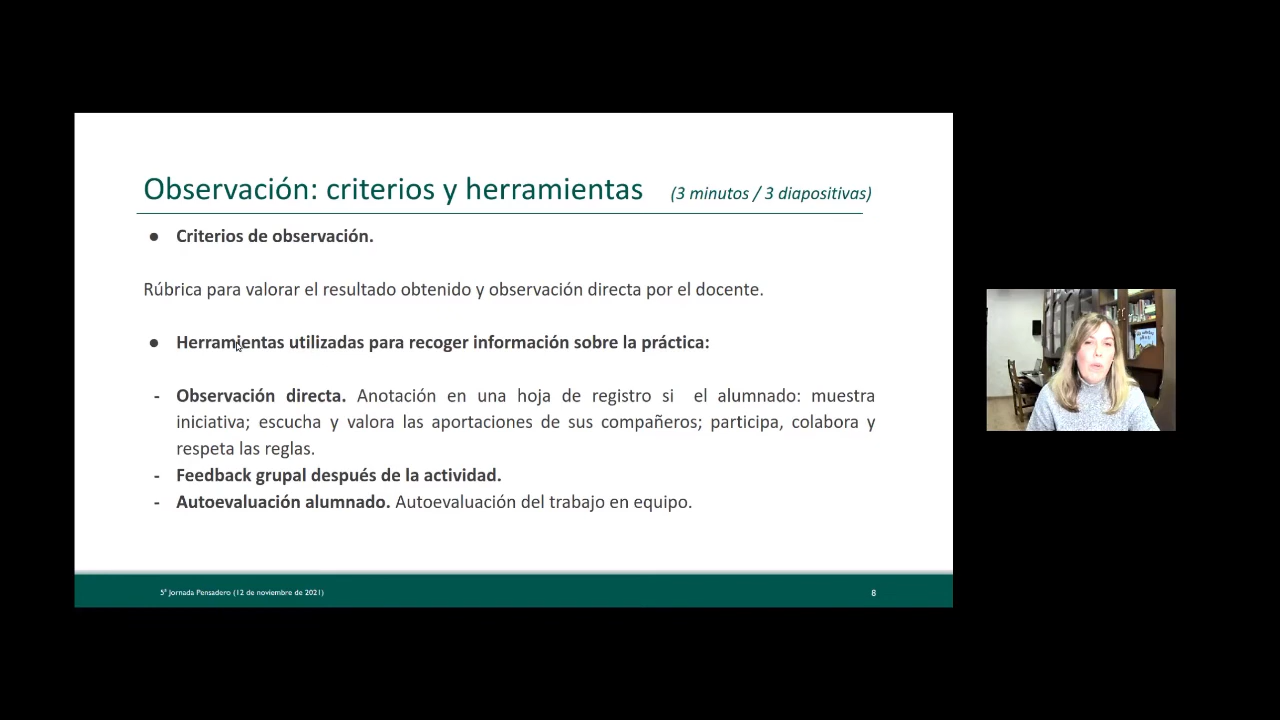 Observación: criterios y herramientas (3 minutos / 3 diapositivas)
● Criterios de observación.
Rúbrica para valorar el resultado obtenido y observación directa por el docente.
● Herramientas utilizadas para recoger información sobre la práctica:
- Observación directa. Anotación en una hoja de registro si el alumnado: muestra
iniciativa; escucha y valora las aportaciones de sus compañeros; participa, colabora y
respeta las reglas.
- Feedback grupal después de la actividad.
- Autoevaluación alumnado. Autoevaluación del trabajo en equipo.
5ª Jornada Pensadero (12 de noviembre de 2021)
8